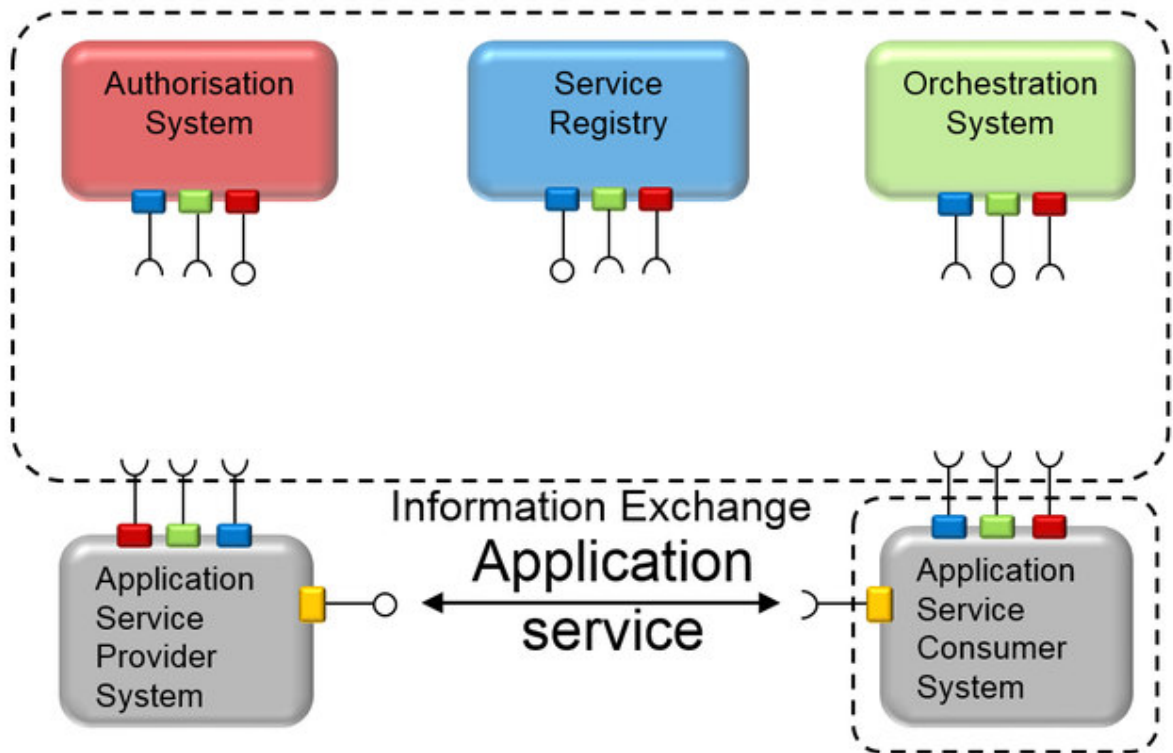 Authorisation
System
Service
Registry
Orchestration
System
Information Exchange
Application
service
Application
Service
Provider
System
Application
Service
Consumer
System